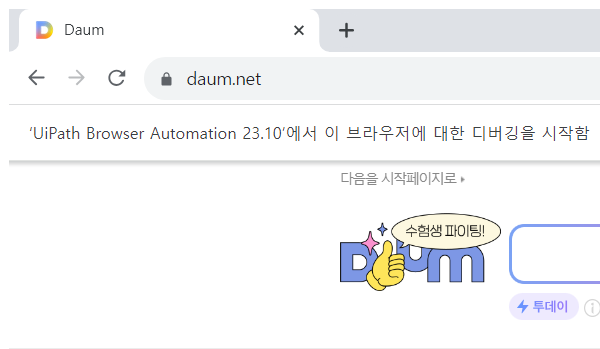 Daum
daum.net
‘UiPath Browser Automation 23.10’에서 이 브라우저에 대한 디버깅을 시작함
다음을 시작페이지로
수험생 파이팅!
Daum
투데이